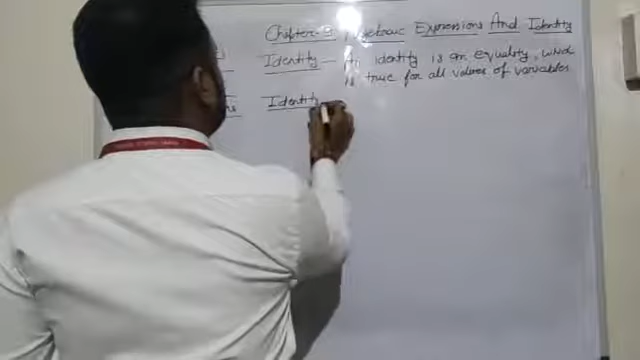 Chapter-9 Algebraic Expressions And Identity
Identity - An identity is an equality, which
is true for all values of variables
Identity